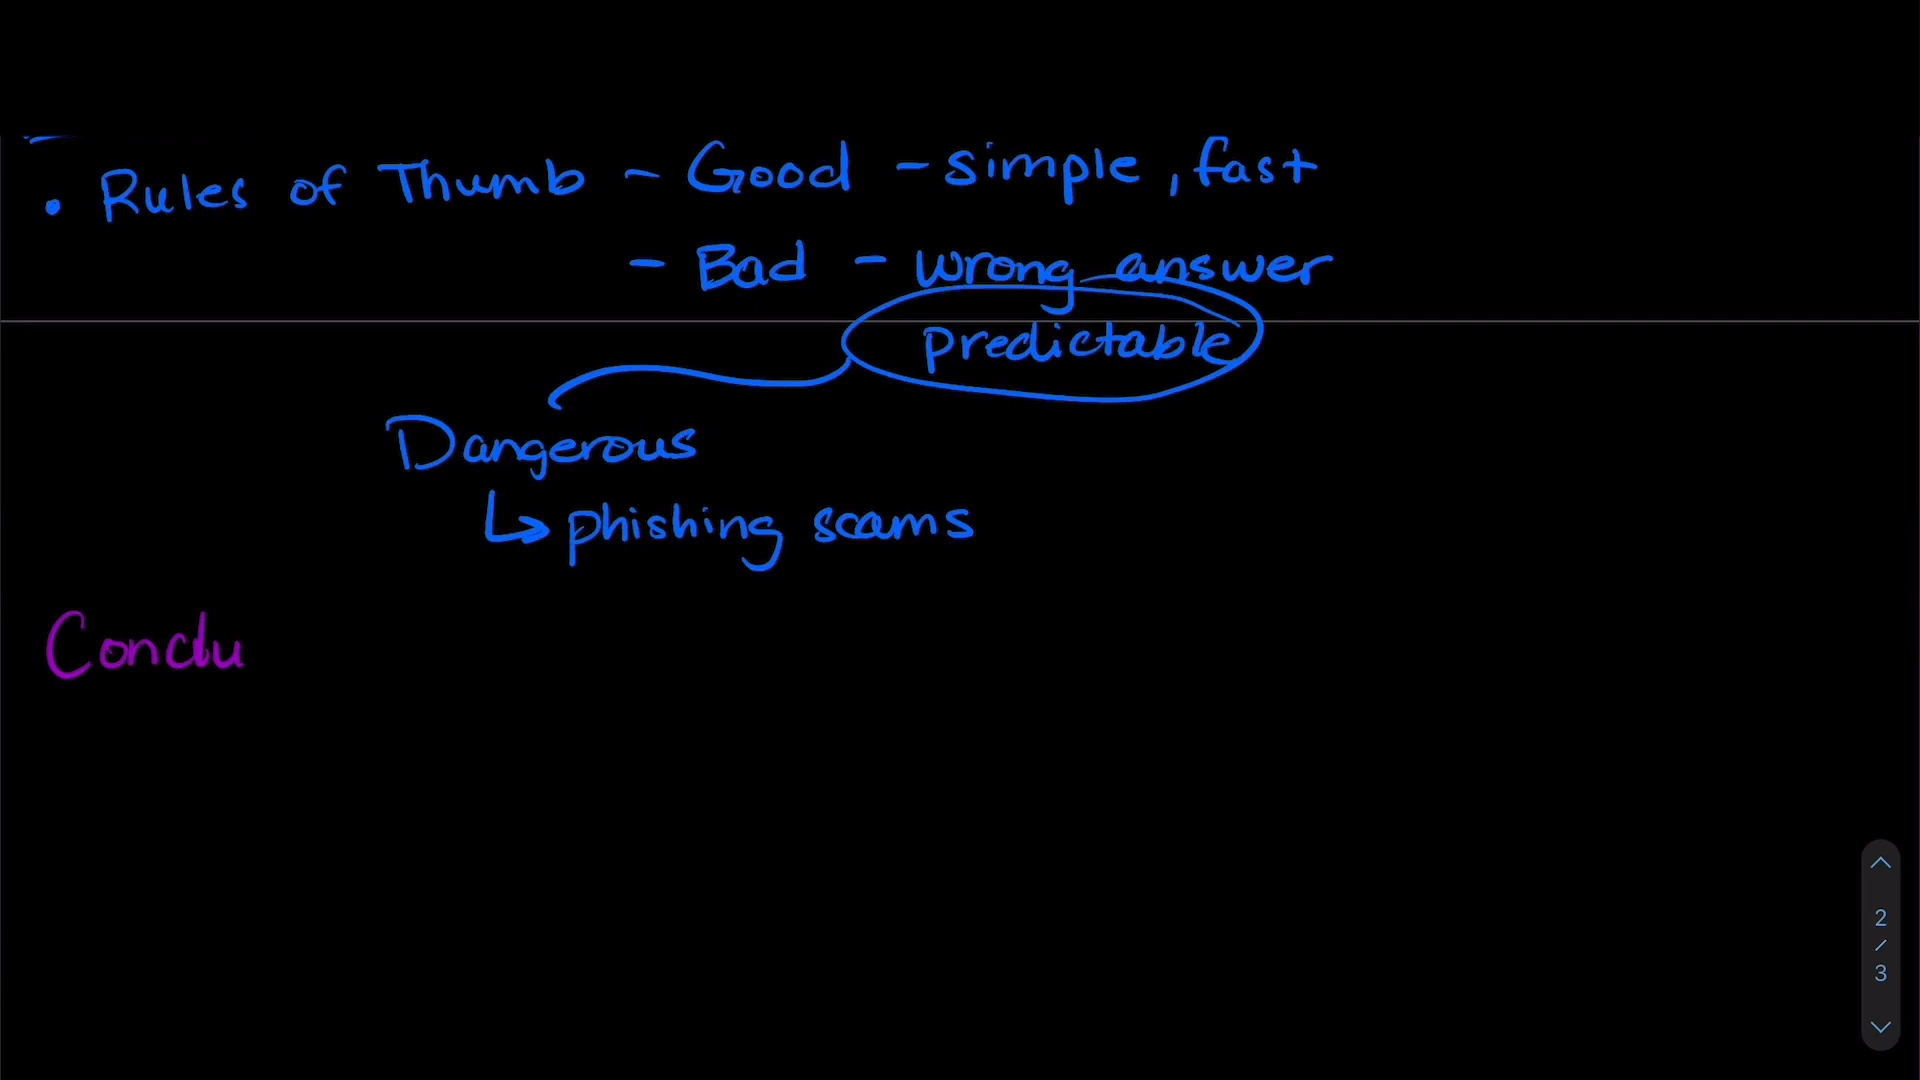 • Rules of Thumb - Good - simple, fast
- Bad - wrong answer
predictable
Dangerous
↳ phishing scams
Conclu
2
/
3